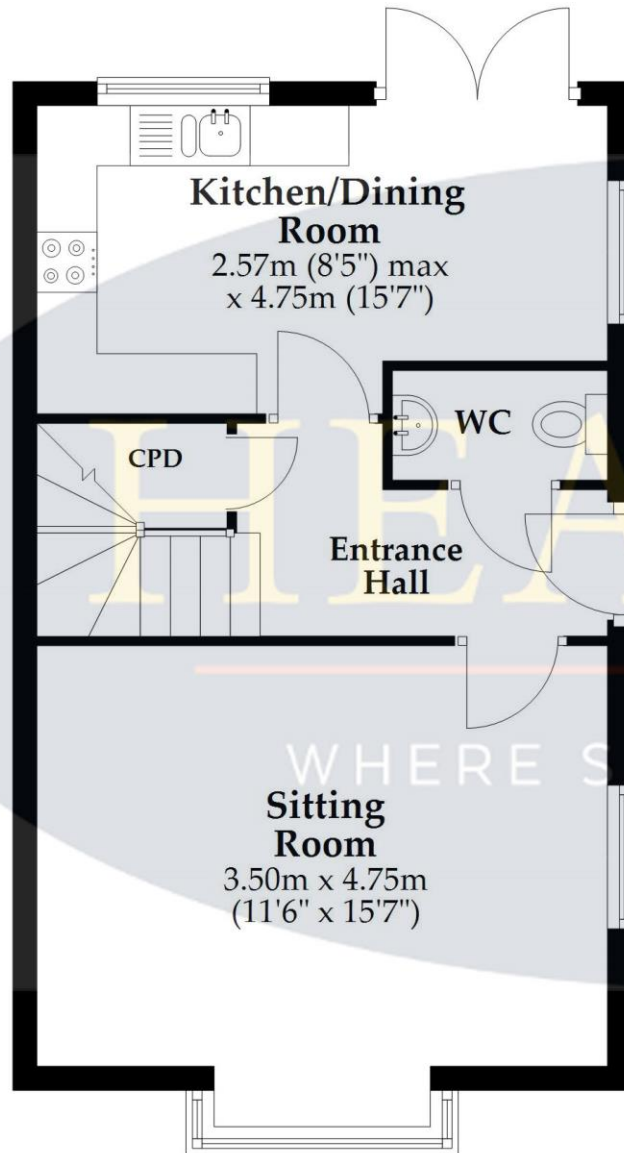 Kitchen/Dining
Room
2.57m (8'5") max
x 4.75m (15'7")
WC
CPD
Entrance
Hall
HEA
WHERE S
Sitting
Room
3.50m x 4.75m
(11'6" x 15'7")